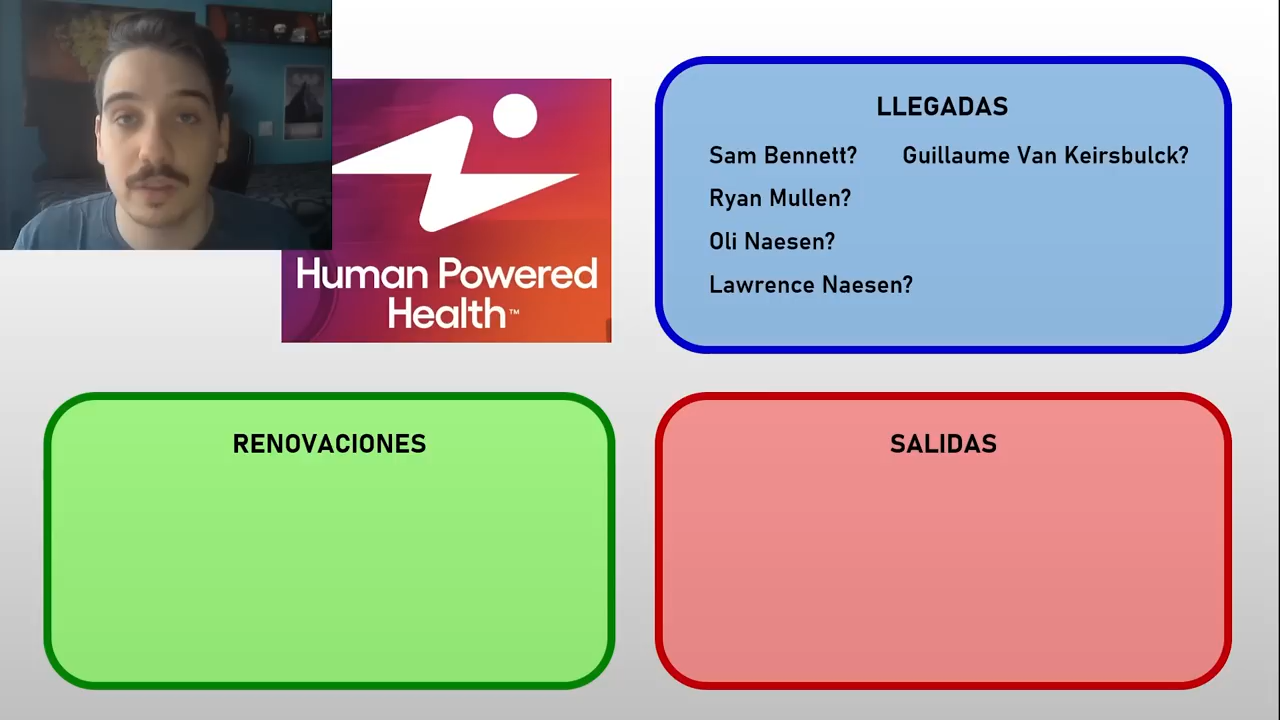 Human Powered
Health™
LLEGADAS
Sam Bennett? Guillaume Van Keirsbulck?
Ryan Mullen?
Oli Naesen?
Lawrence Naesen?
RENOVACIONES
SALIDAS